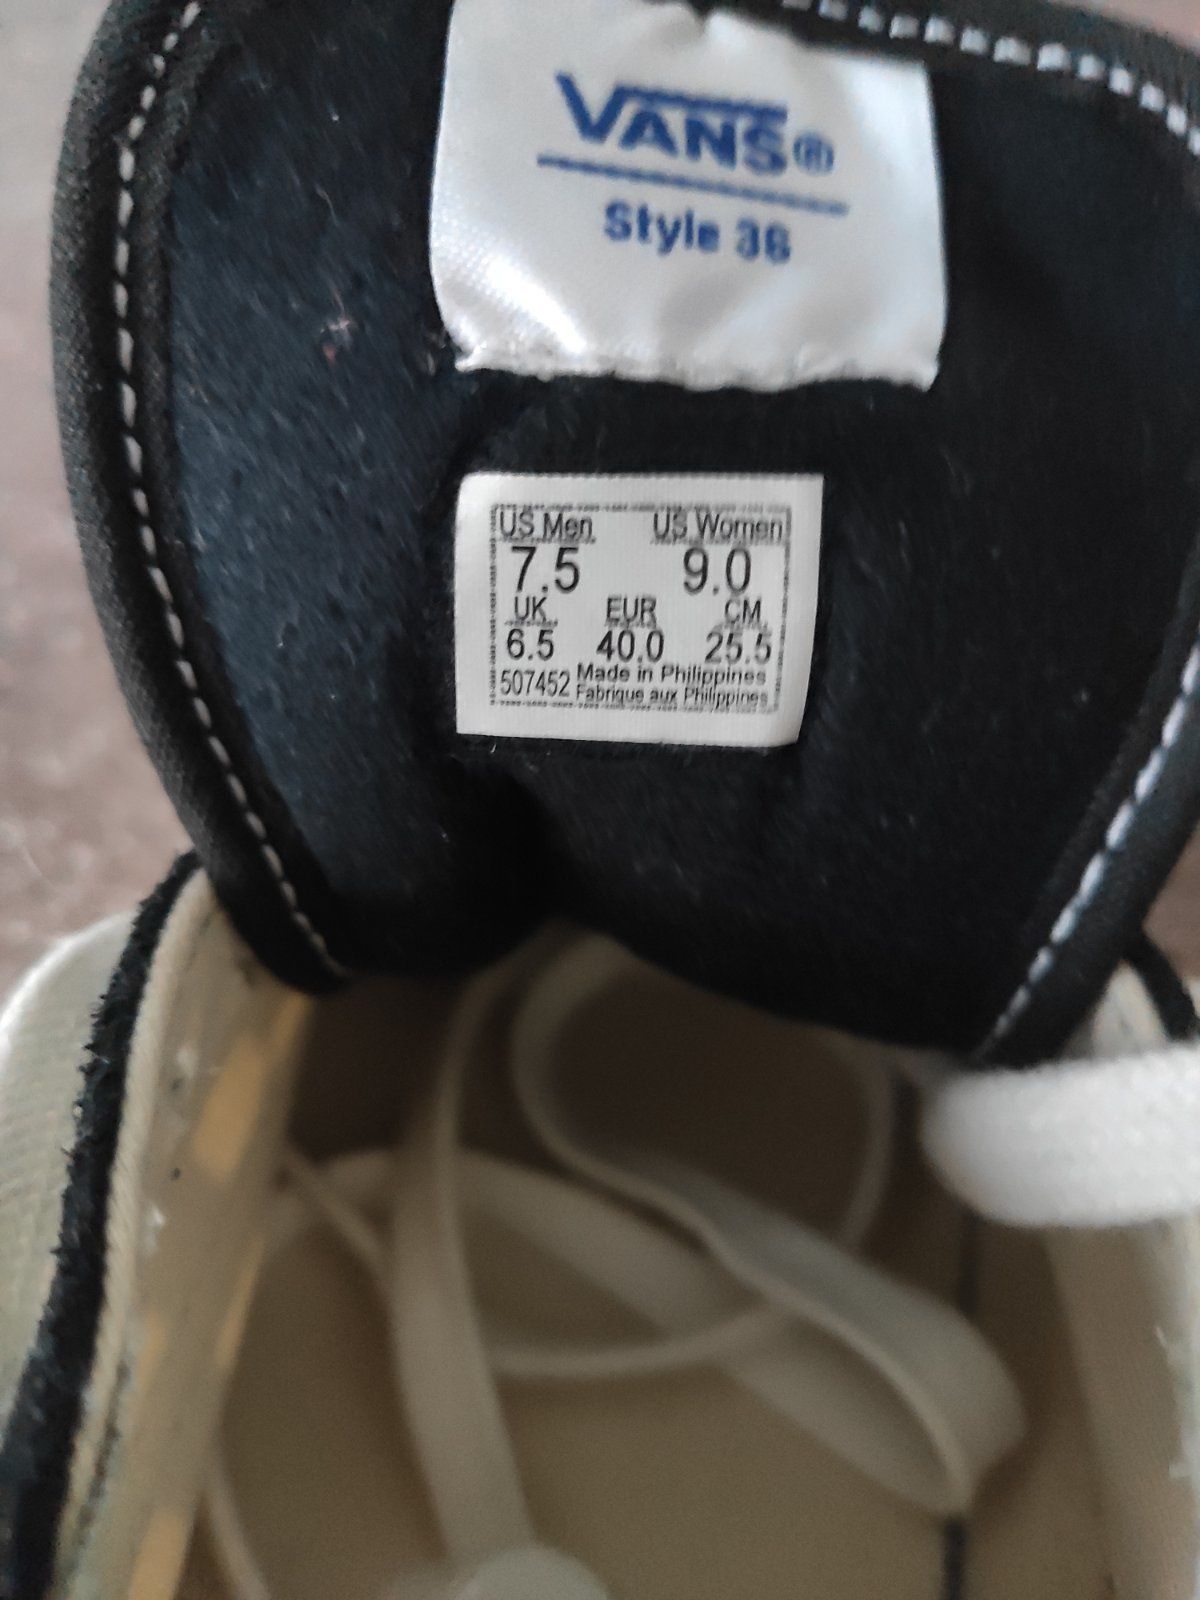 VANS®
Style 36
US Men US Women
7.5 9.0
UK EUR CM
6.5 40.0 25.5
507452 Made in Philippines
Fabrique aux Philippines